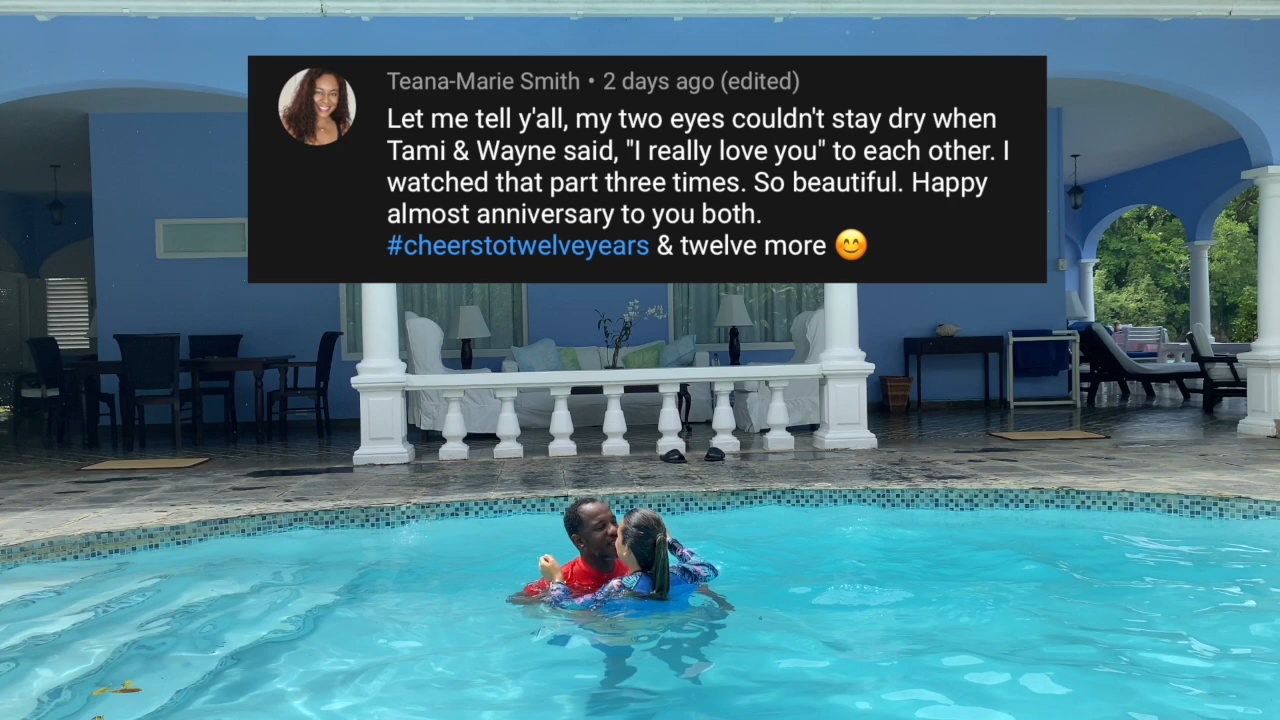 Teana-Marie Smith • 2 days ago (edited)
Let me tell y'all, my two eyes couldn't stay dry when
Tami & Wayne said, "I really love you" to each other. I
watched that part three times. So beautiful. Happy
almost anniversary to you both.
#cheerstotwelveyears & twelve more 😊